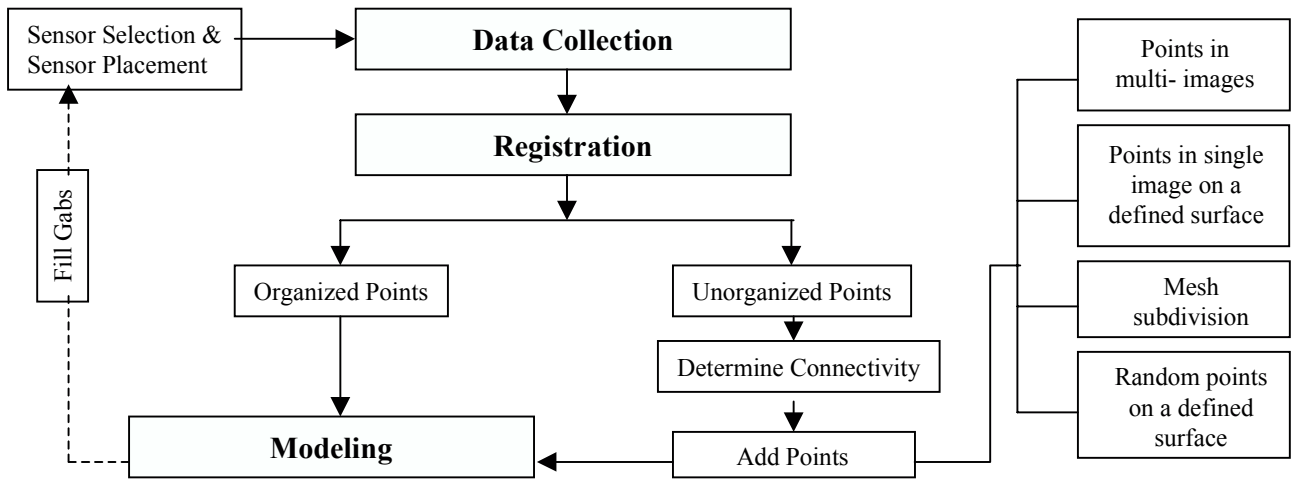 Sensor Selection &
Sensor Placement
Data Collection
Registration
Fill Gabs
Organized Points
Unorganized Points
Determine Connectivity
Modeling
Add Points
Points in
multi- images
Points in single
image on a
defined surface
Mesh
subdivision
Random points
on a defined
surface